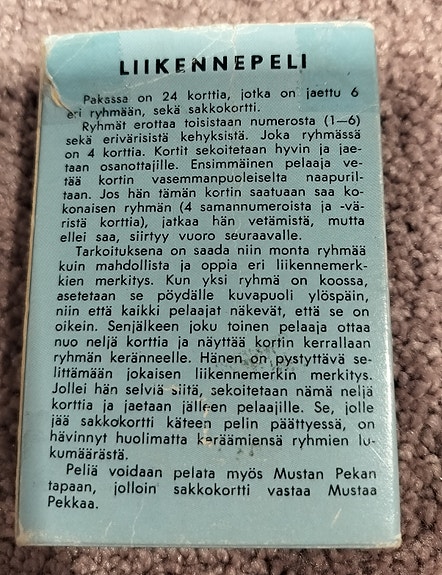 LIIKENNEPELI
Pakassa on 24 korttia, jotka on jaettu 6
eri ryhmään, sekä sakkokortti.
Ryhmät erottaa toisistaan numerosta (1—6)
sekä erivärisistä kehyksistä. Joka ryhmässä
on 4 korttia. Kortit sekoitetaan hyvin ja jae-
taan osanottajille. Ensimmäinen pelaaja ve-
tää kortin vasemmanpuoleiselta naapuril-
taan. Jos hän tämän kortin saatuaan saa ko-
konaisen ryhmän (4 samannumeroista ja -vä-
ristä korttia), jatkaa hän vetämistä, mutta
ellei saa, siirtyy vuoro seuraavalle.
Tarkoituksena on saada niin monta ryhmää
kuin mahdollista ja oppia eri liikennemerk-
kien merkitys. Kun yksi ryhmä on koossa,
asetetaan se pöydälle kuvapuoli ylöspäin,
niin että kaikki pelaajat näkevät, että se on
oikein. Senjälkeen joku toinen pelaaja ottaa
nuo neljä korttia ja näyttää kortin kerrallaan
ryhmän keränneelle. Hänen on pystyttävä se-
littämään jokaisen liikennemerkin merkitys.
Jollei hän selviä siitä, sekoitetaan nämä neljä
korttia ja jaetaan jälleen pelaajille. Se, jolle
jää sakkokortti käteen pelin päättyessä, on
hävinnyt huolimatta keräämiensä ryhmien lu-
kumäärästä.
Peliä voidaan pelata myös Mustan Pekan
tapaan, jolloin sakkokortti vastaa Mustaa
Pekkaa.